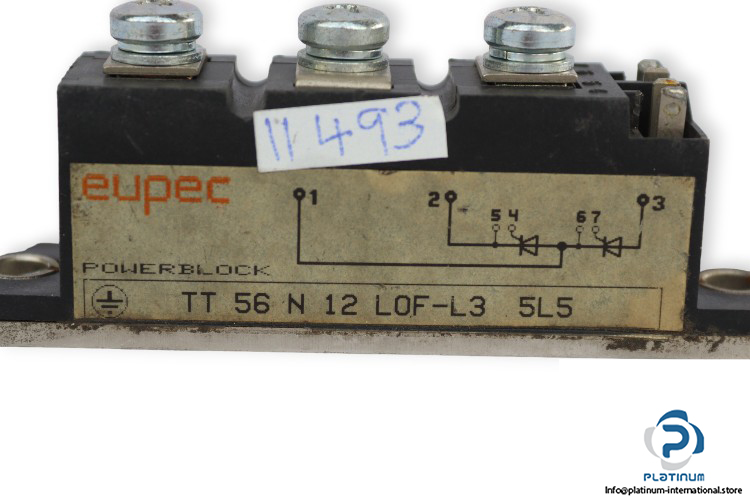 11493
eupec
1
2
3
5 4
6 7
POWERBLOCK
TT 56 N 12 LOF-L3 5L5
PLATINUM
Info@platinum-international.store